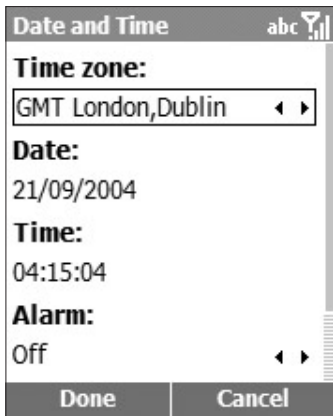 Date and Time abc
Time zone:
GMT London,Dublin
Date:
21/09/2004
Time:
04:15:04
Alarm:
Off
Done Cancel